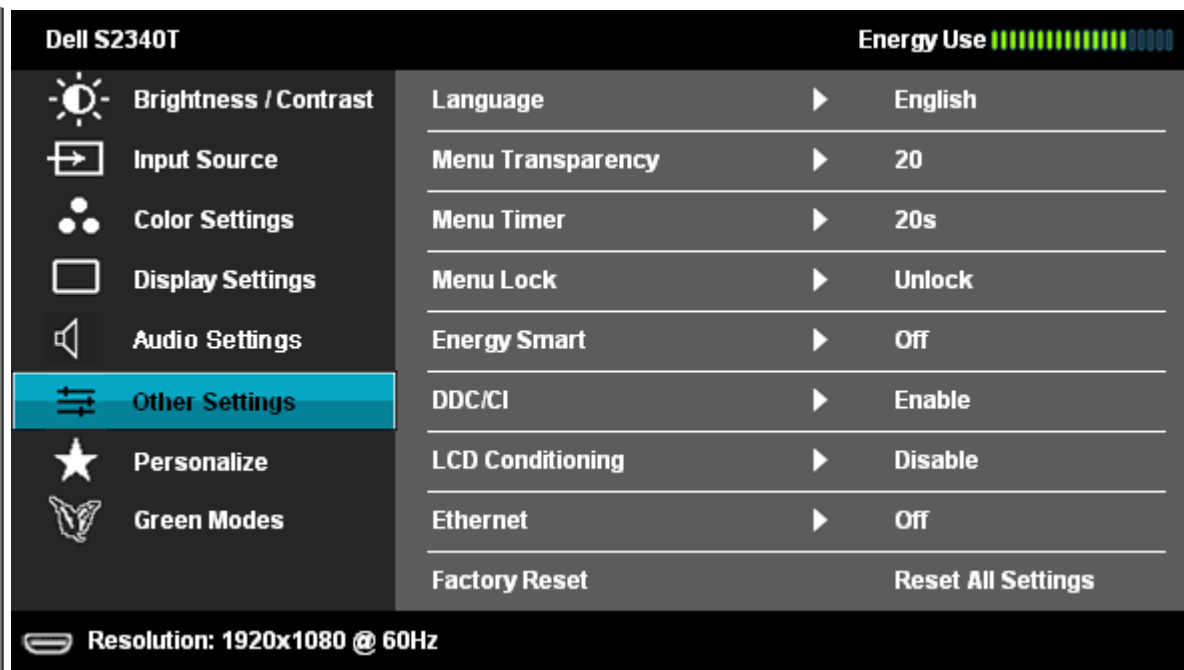 Dell S2340T Energy Use
Brightness / Contrast Language English
Input Source Menu Transparency 20
Color Settings Menu Timer 20s
Display Settings Menu Lock Unlock
Audio Settings Energy Smart Off
Other Settings DDC/CI Enable
Personalize LCD Conditioning Disable
Green Modes Ethernet Off
Factory Reset Reset All Settings
Resolution: 1920x1080 @ 60Hz